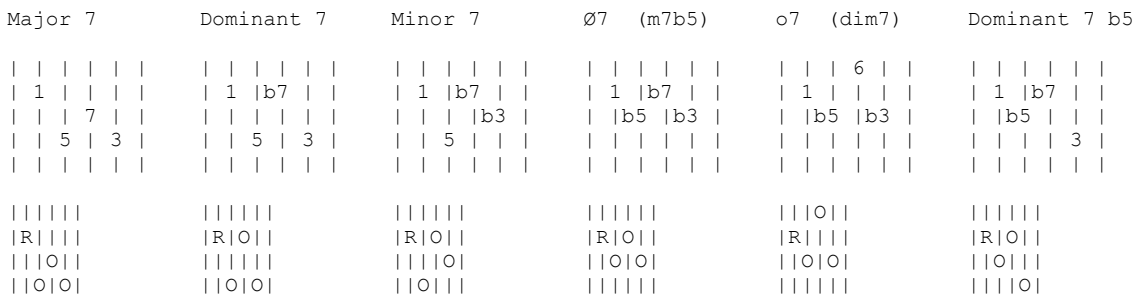 Major 7         Dominant 7      Minor 7         Ø7  (m7b5)      o7  (dim7)      Dominant 7 b5
| | | | | |     | | | | | |     | | | | | |     | | | | | |     | | | 6 | |     | | | | | |
| 1 | | | |     | 1 |b7 | |     | 1 |b7 | |     | 1 |b7 | |     | 1 | | | |     | 1 |b7 | |
| | | 7 | |     | | | | | |     | | | |b3 |     | |b5 |b3 |     | |b5 |b3 |     | |b5 | | |
| | 5 | 3 |     | | 5 | 3 |     | | 5 | | |     | | | | | |     | | | | | |     | | | | 3 |
| | | | | |     | | | | | |     | | | | | |     | | | | | |     | | | | | |     | | | | | |
||||||          ||||||          ||||||          ||||||          |||O||          ||||||
|R||||          |R|O||          |R|O||          |R|O||          |R||||          |R|O||
|||O||          ||||||          ||||O|          ||O|O|          ||O|O|          ||O|||
||O|O|          ||O|O|          ||O|||          ||||||          ||||||          ||||O|